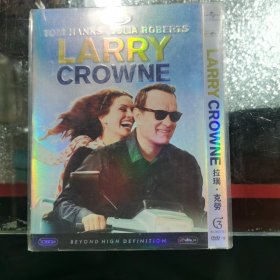 TOM HANKS JULIA ROBERTS
LARRY
CROWNE
BEYOND HIGH DEFINITION
LARRY CROWNE
拉瑞·克劳